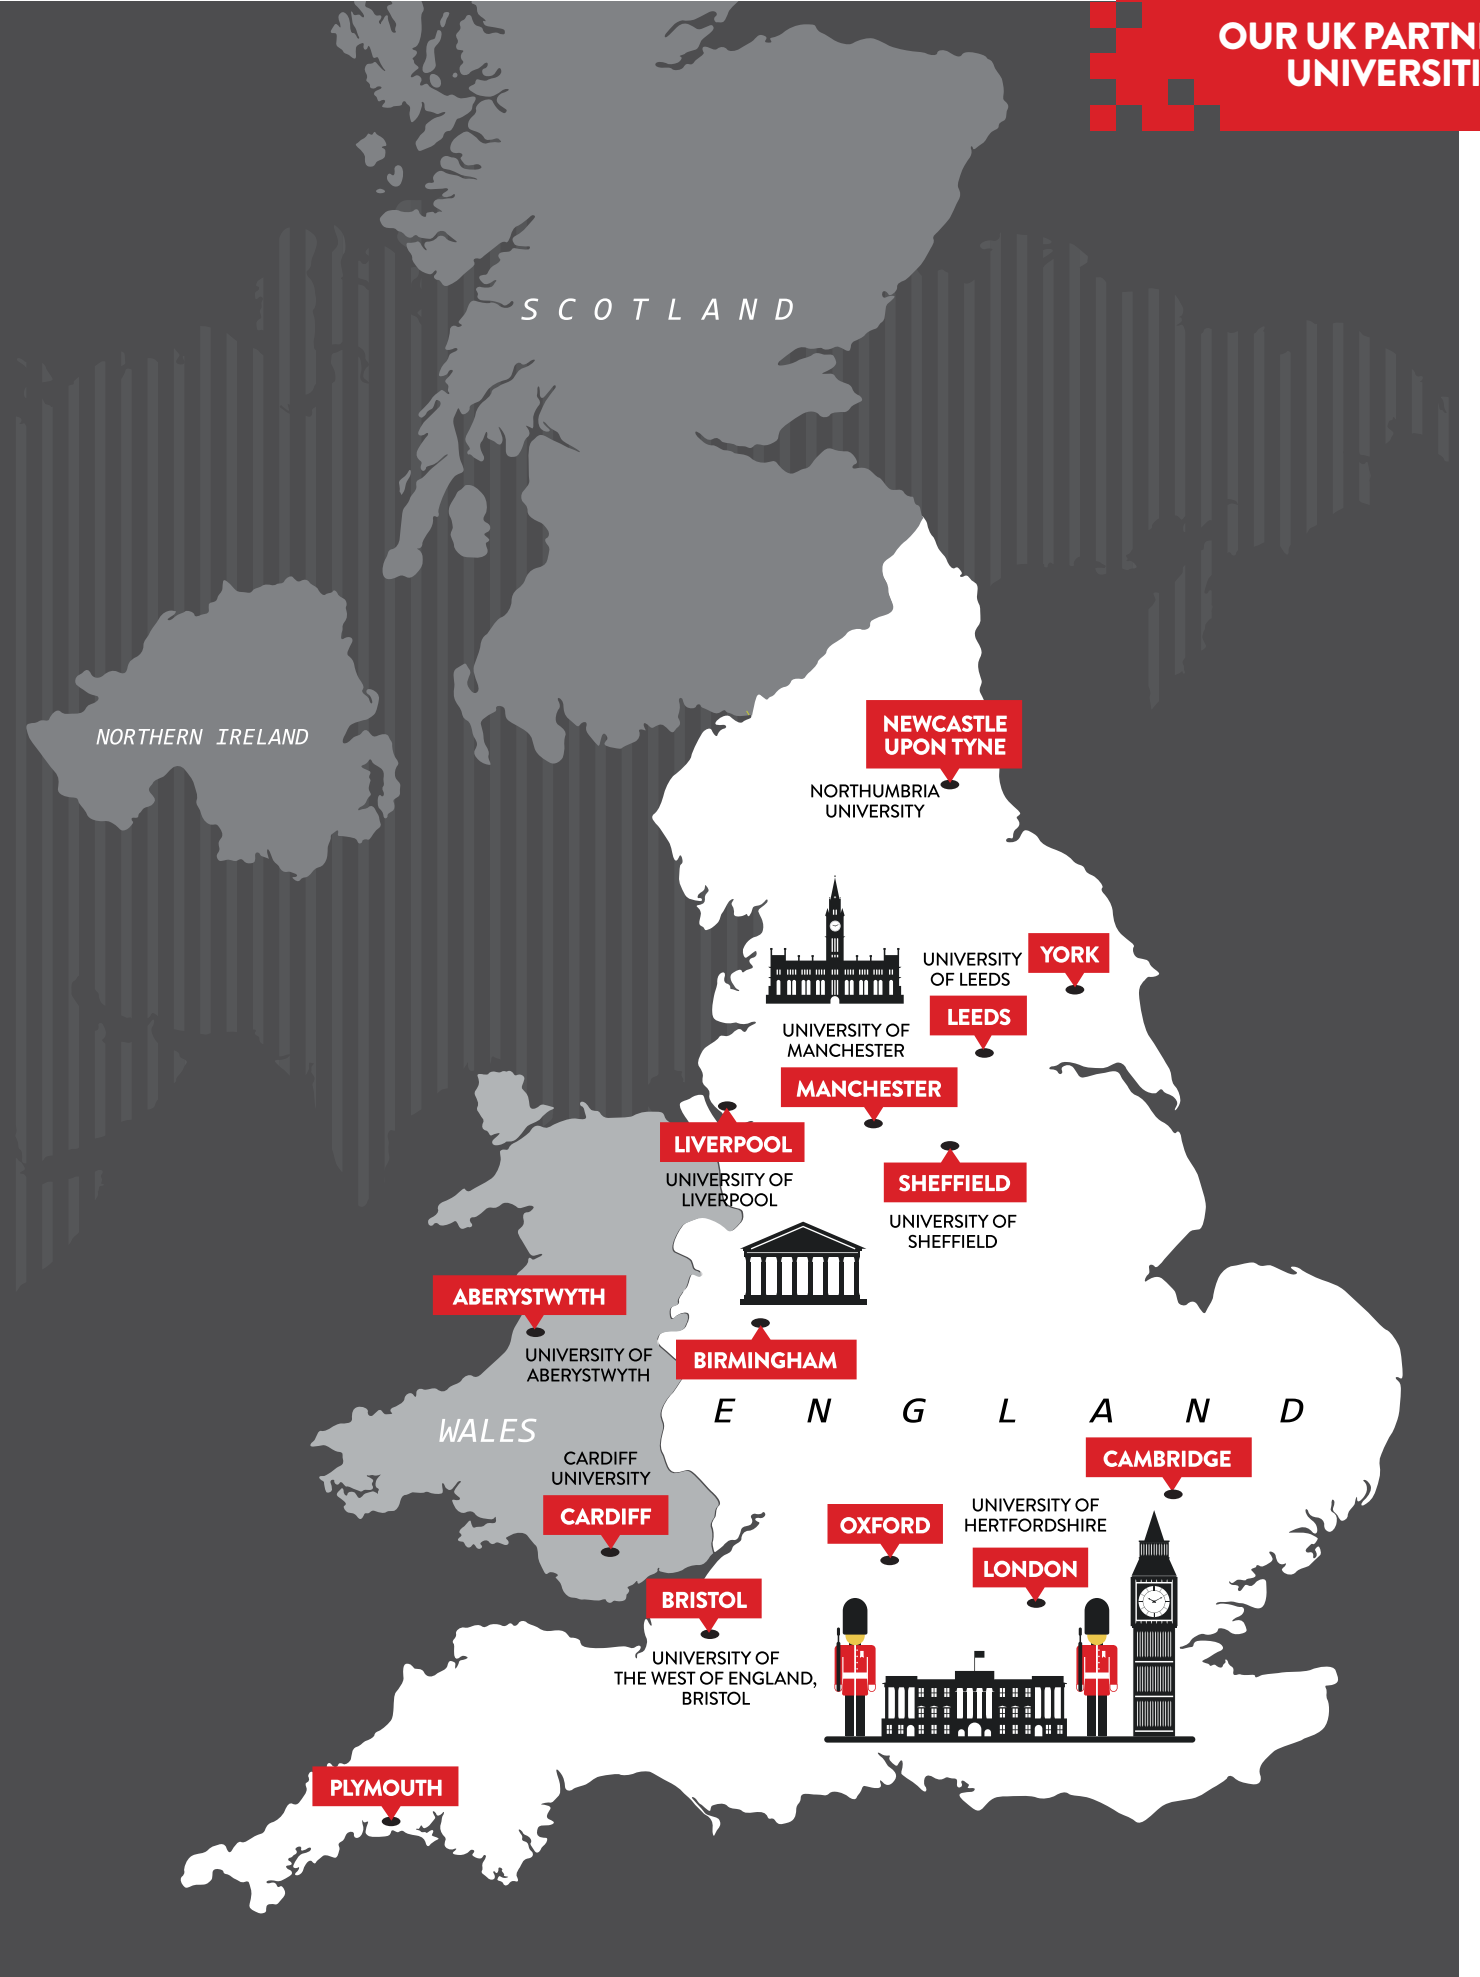 OUR UK PARTN
UNIVERSITI
SCOTLAND
NORTHERN IRELAND
NEWCASTLE
UPON TYNE
NORTHUMBRIA
UNIVERSITY
YORK
UNIVERSITY
OF LEEDS
LEEDS
UNIVERSITY OF
MANCHESTER
MANCHESTER
LIVERPOOL
UNIVERSITY OF
LIVERPOOL
SHEFFIELD
UNIVERSITY OF
SHEFFIELD
ABERYSTWYTH
UNIVERSITY OF
ABERYSTWYTH
BIRMINGHAM
ENGLAND
WALES
CARDIFF
UNIVERSITY
CARDIFF
CAMBRIDGE
OXFORD
UNIVERSITY OF
HERTFORDSHIRE
LONDON
BRISTOL
UNIVERSITY OF
THE WEST OF ENGLAND,
BRISTOL
PLYMOUTH